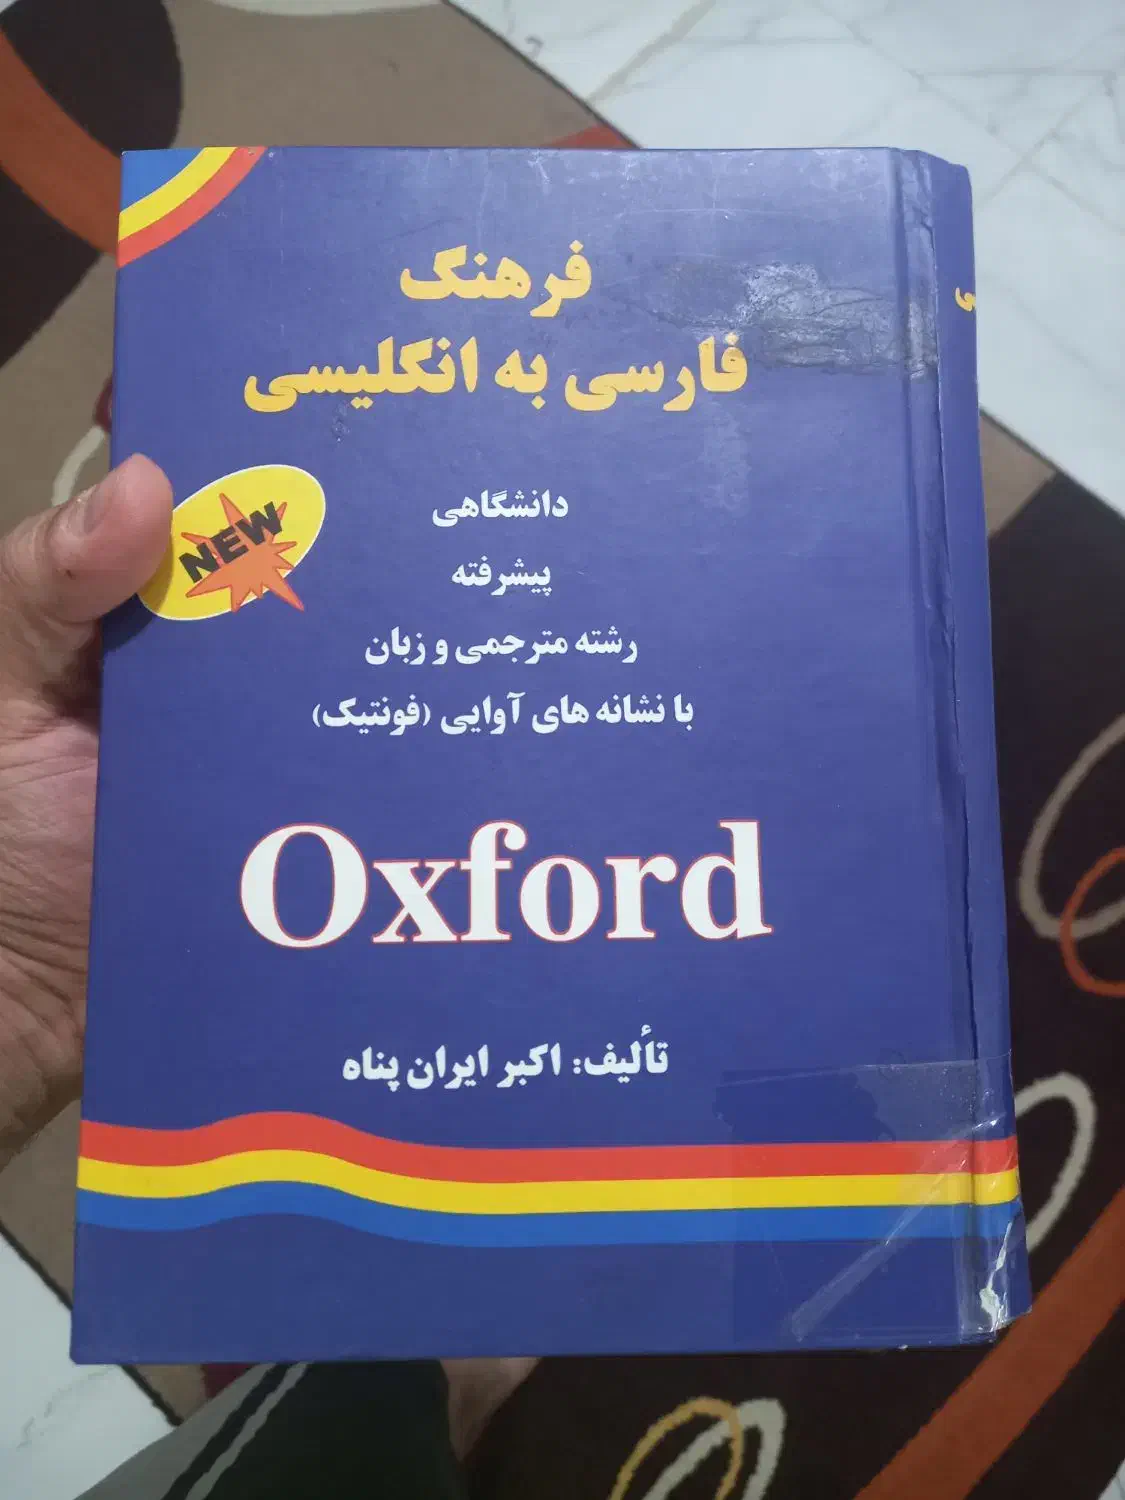 فرهنگ
فارسی به انگلیسی
NEW
دانشگاهی
پیشرفته
رشته مترجمی و زبان
با نشانه های آوایی (فونتیک)
Oxford
تألیف: اکبر ایران پناه